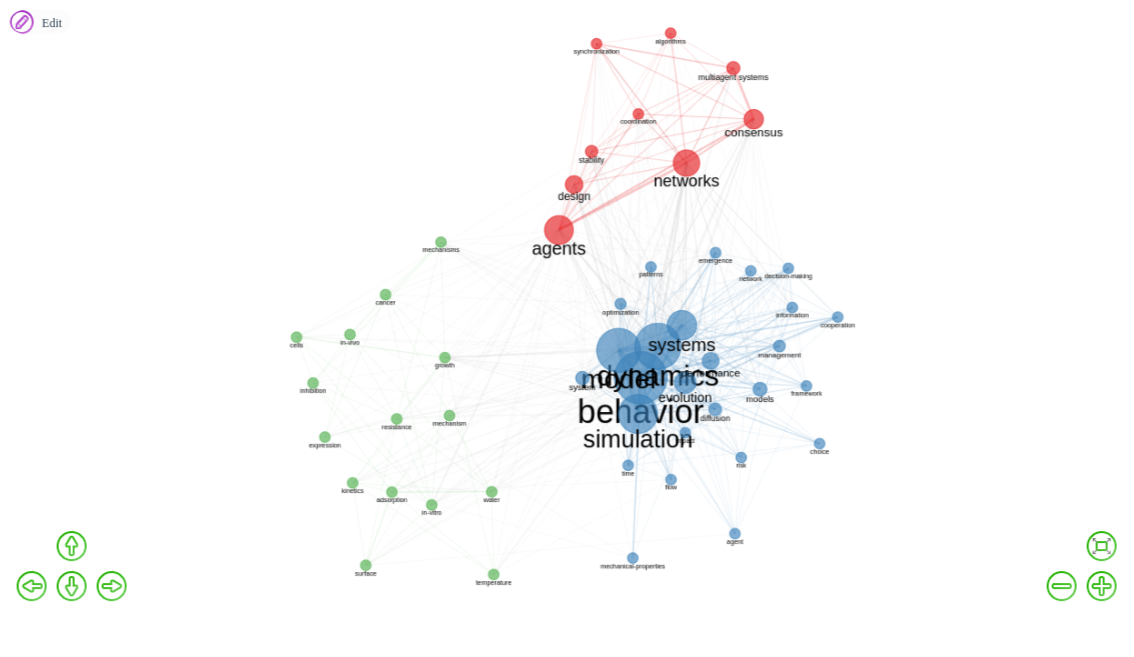 Edit
algorithms
synchronization
multiagent systems
coordination
consensus
stability
networks
design
agents
mechanisms
emergence
patterns
network
decision-making
cancer
optimization
information
cooperation
cells
in-vivo
systems
management
growth
performance
model
dynamics
system
inhibition
framework
evolution
models
behavior
diffusion
resistance
mechanism
simulation
expression
choice
risk
time
flow
kinetics
adsorption
water
in-vitro
agent
mechanical-properties
surface
temperature